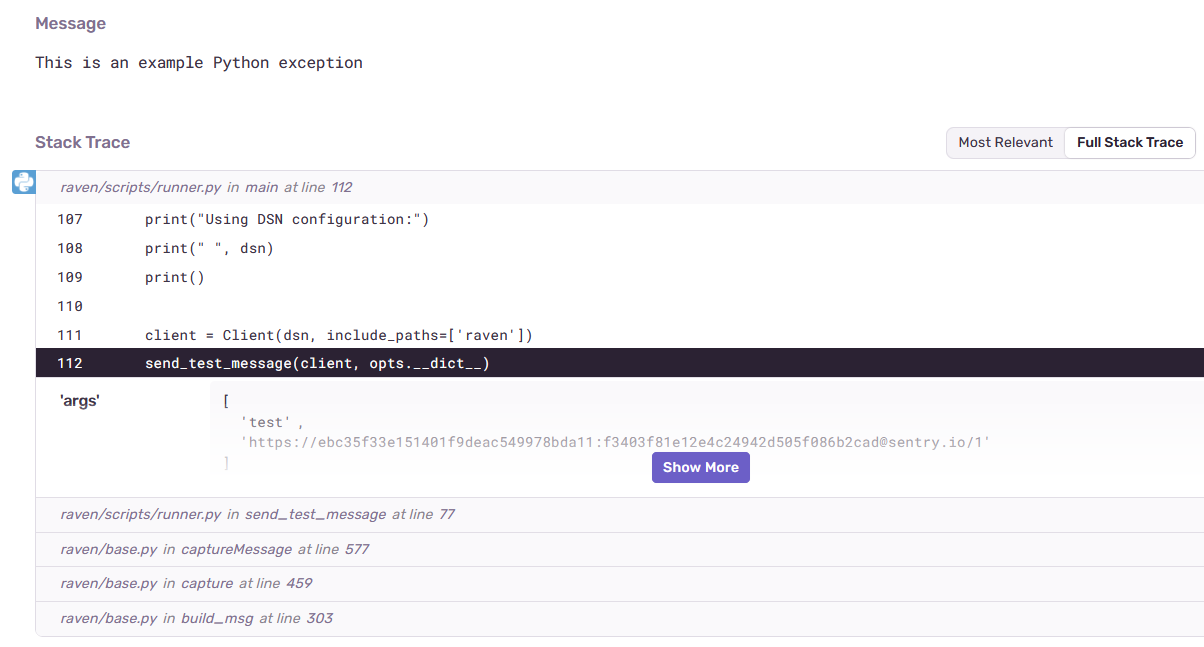 Message
This is an example Python exception
Stack Trace
Most Relevant
Full Stack Trace
raven/scripts/runner.py in main at line 112
107 print("Using DSN configuration:")
108 print(" ", dsn)
109 print()
110
111 client = Client(dsn, include_paths=['raven'])
112 send_test_message(client, opts.__dict__)
'args'
[
'test' ,
'https://ebc35f33e151401f9deac549978bda11:f3403f81e12e4c24942d505f086b2cad@sentry.io/1'
]
Show More
raven/scripts/runner.py in send_test_message at line 77
raven/base.py in captureMessage at line 577
raven/base.py in capture at line 459
raven/base.py in build_msg at line 303